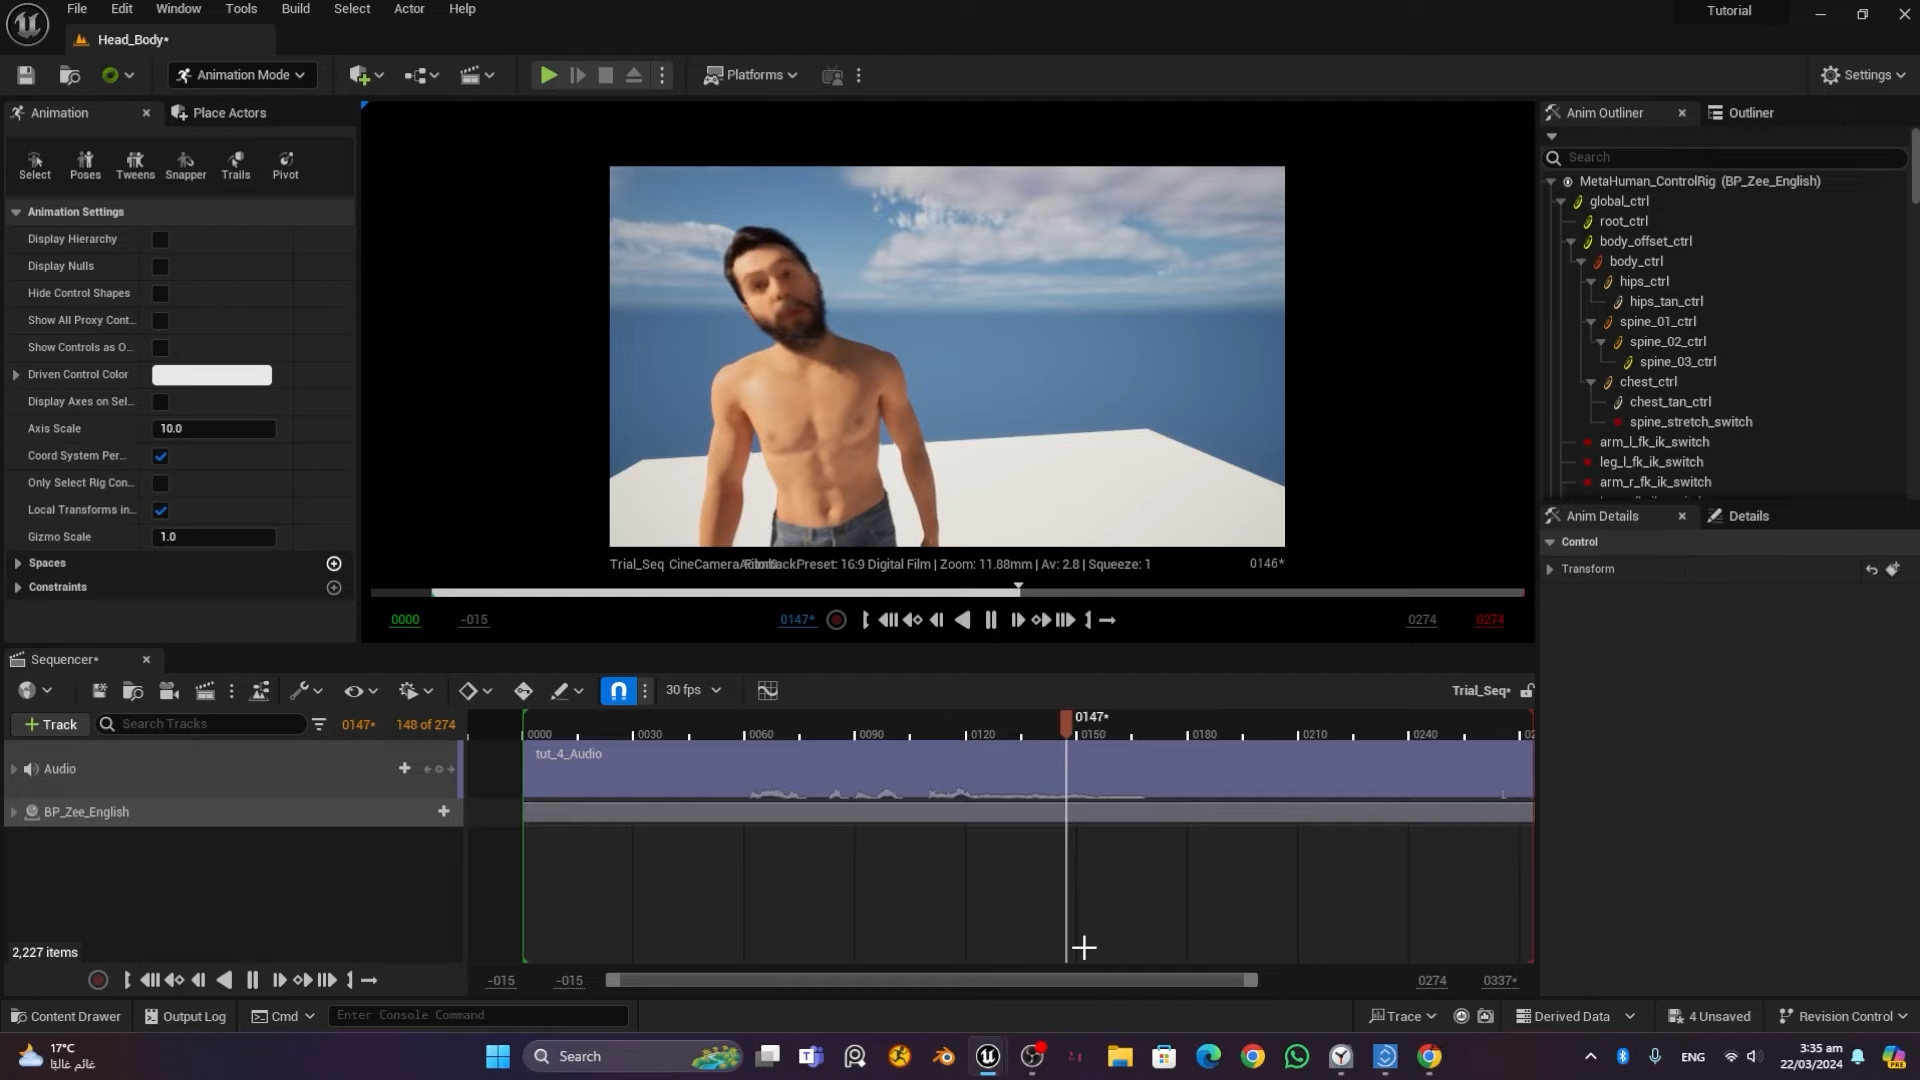 File Edit Window Tools Build Select Actor Help
Tutorial
Head_Body*
Animation Mode
Platforms
Settings
Animation
Place Actors
Select Poses Tweens Snapper Trails Pivot
Animation Settings
Display Hierarchy
Display Nulls
Hide Control Shapes
Show All Proxy Cont...
Show Controls as O...
Driven Control Color
Display Axes on Sel...
Axis Scale 10.0
Coord System Per...
Only Select Rig Con...
Local Transforms in...
Gizmo Scale 1.0
Spaces
Constraints
Trial_Seq CineCameraActor FilmbackPreset: 16:9 Digital Film | Zoom: 11.88mm | Av: 2.8 | Squeeze: 1 0146*
0000 -015 0147* 0274 0274
Anim Outliner
Outliner
Search
MetaHuman_ControlRig (BP_Zee_English)
global_ctrl
root_ctrl
body_offset_ctrl
body_ctrl
hips_ctrl
hips_tan_ctrl
spine_01_ctrl
spine_02_ctrl
spine_03_ctrl
chest_ctrl
chest_tan_ctrl
spine_stretch_switch
arm_l_fk_ik_switch
leg_l_fk_ik_switch
arm_r_fk_ik_switch
Anim Details
Details
Control
Transform
Sequencer*
30 fps
Trial_Seq*
Track
Search Tracks
0147* 148 of 274
0147*
0000 0030 0060 0090 0120 0150 0180 0210 0240 02
Audio
tut_4_Audio
BP_Zee_English
2,227 items
-015 -015 0274 0337*
Content Drawer
Output Log
Cmd
Enter Console Command
Trace
Derived Data
4 Unsaved
Revision Control
17°C
غائم غالبًا
Search
ENG
3:35 am
22/03/2024
PRE